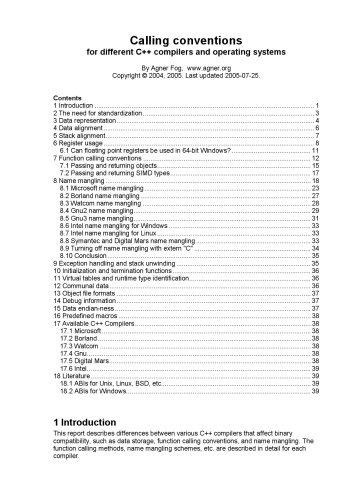 Calling conventions
for different C++ compilers and operating systems
By Agner Fog, www.agner.org
Copyright © 2004, 2005. Last updated 2005-07-25.
Contents
1 Introduction ........ 1
2 The need for standardization ........ 3
3 Data representation ........ 4
4 Data alignment ........ 6
5 Stack alignment ........ 7
6 Register usage ........ 8
6.1 Can floating point registers be used in 64-bit Windows? ........ 11
7 Function calling conventions ........ 12
7.1 Passing and returning objects ........ 15
7.2 Passing and returning SIMD types ........ 17
8 Name mangling ........ 18
8.1 Microsoft name mangling ........ 23
8.2 Borland name mangling ........ 27
8.3 Watcom name mangling ........ 28
8.4 Gnu2 name mangling ........ 29
8.5 Gnu3 name mangling ........ 31
8.6 Intel name mangling for Windows ........ 33
8.7 Intel name mangling for Linux ........ 33
8.8 Symantec and Digital Mars name mangling ........ 33
8.9 Turning off name mangling with extern "C" ........ 34
8.10 Conclusion ........ 35
9 Exception handling and stack unwinding ........ 35
10 Initialization and termination functions ........ 36
11 Virtual tables and runtime type identification ........ 36
12 Communal data ........ 36
13 Object file formats ........ 37
14 Debug information ........ 37
15 Data endian-ness ........ 37
16 Predefined macros ........ 38
17 Available C++ Compilers ........ 38
17.1 Microsoft ........ 38
17.2 Borland ........ 38
17.3 Watcom ........ 38
17.4 Gnu ........ 38
17.5 Digital Mars ........ 38
17.6 Intel ........ 39
18 Literature ........ 39
18.1 ABIs for Unix, Linux, BSD, etc. ........ 39
18.2 ABIs for Windows ........ 39
1 Introduction
This report describes differences between various C++ compilers that affect binary
compatibility, such as data storage, function calling conventions, and name mangling. The
function calling methods, name mangling schemes, etc. are described in detail for each
compiler.